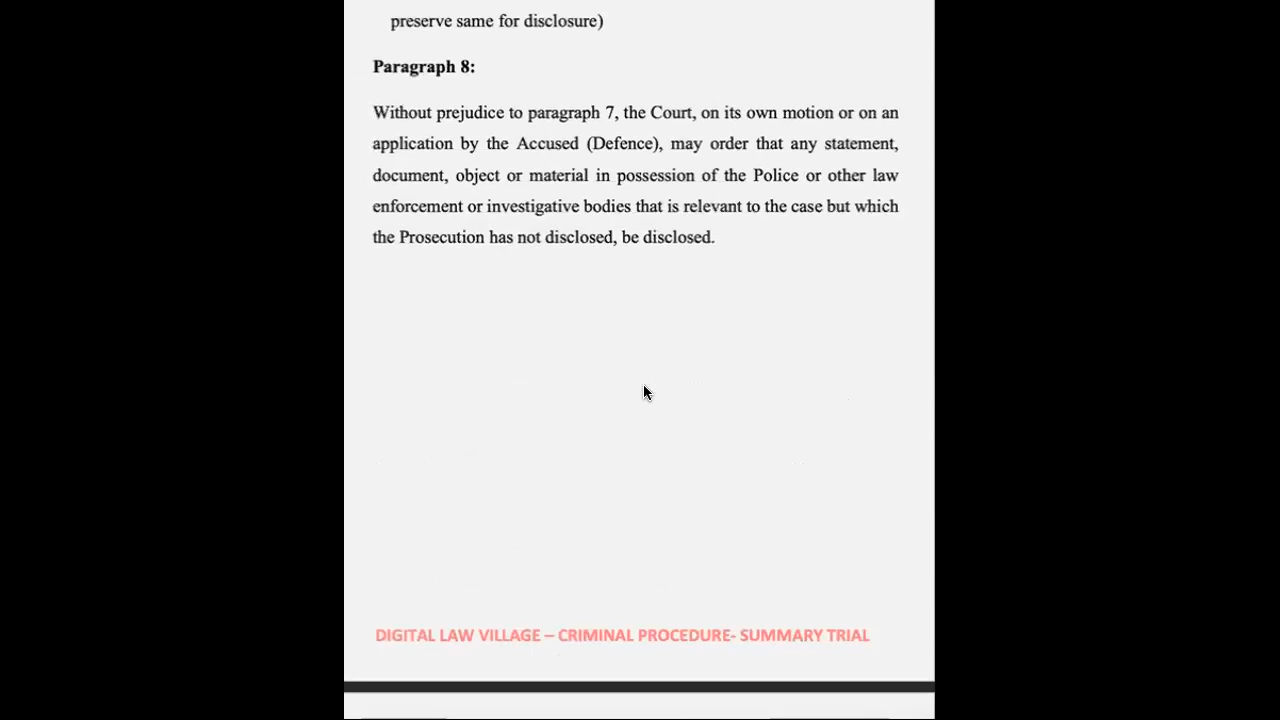 preserve same for disclosure)
Paragraph 8:
Without prejudice to paragraph 7, the Court, on its own motion or on an
application by the Accused (Defence), may order that any statement,
document, object or material in possession of the Police or other law
enforcement or investigative bodies that is relevant to the case but which
the Prosecution has not disclosed, be disclosed.
DIGITAL LAW VILLAGE – CRIMINAL PROCEDURE- SUMMARY TRIAL